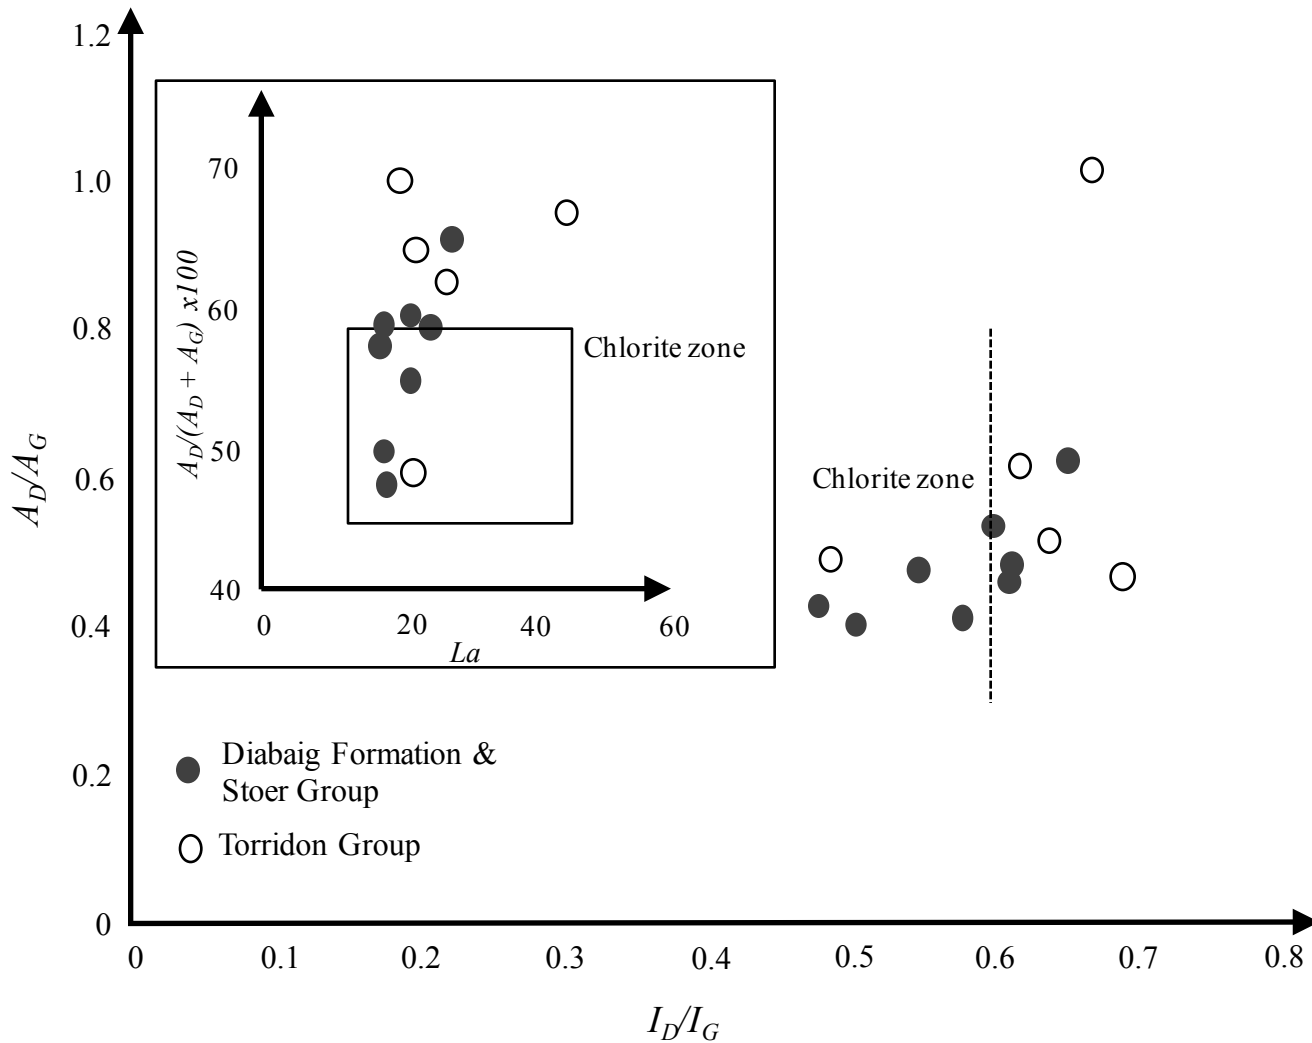 1.2
1.0
0.8
0.6
0.4
0.2
0
A_D/A_G
0
0.1
0.2
0.3
0.4
0.5
0.6
0.7
0.8
I_D/I_G
70
60
50
40
A_D/(A_D + A_G) x100
0
20
40
60
La
Chlorite zone
Chlorite zone
Diabaig Formation &
Stoer Group
Torridon Group